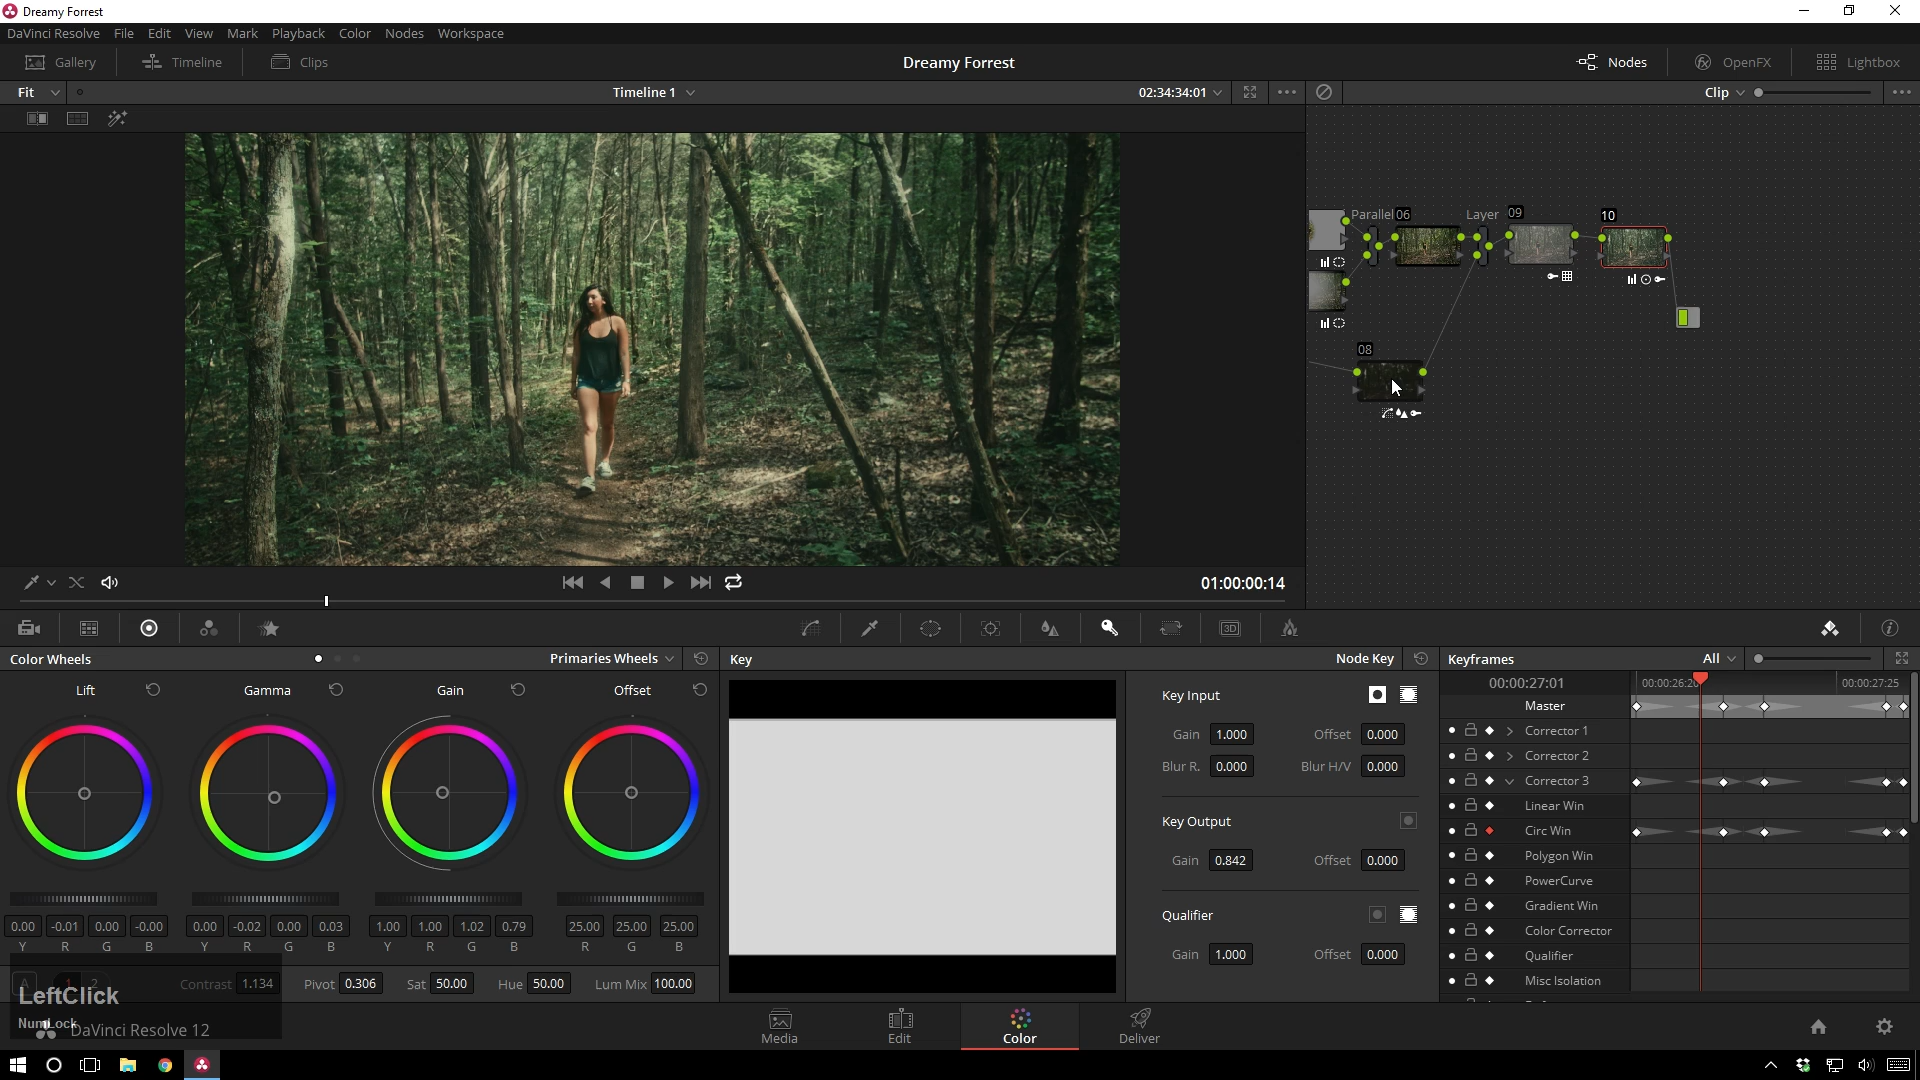 Dreamy Forrest
DaVinci Resolve File Edit View Mark Playback Color Nodes Workspace
Gallery Timeline Clips Dreamy Forrest Nodes OpenFX Lightbox
Fit Timeline 1 02:34:34:01 Clip
Parallel 06 Layer 09 10
08
01:00:00:14
Color Wheels Primaries Wheels Key Node Key Keyframes All
Lift Gamma Gain Offset
Key Input
Gain 1.000 Offset 0.000
Blur R. 0.000 Blur H/V 0.000
Key Output
Gain 0.842 Offset 0.000
Qualifier
Gain 1.000 Offset 0.000
00:00:27:01 00:00:26:20 00:00:27:25
Master
Corrector 1
Corrector 2
Corrector 3
Linear Win
Circ Win
Polygon Win
PowerCurve
Gradient Win
Color Corrector
Qualifier
Misc Isolation
0.00 -0.01 0.00 -0.00 0.00 -0.02 0.00 0.03 1.00 1.00 1.02 0.79 25.00 25.00 25.00
Y R G B Y R G B Y R G B R G B
A 1 2 Contrast 1.134 Pivot 0.306 Sat 50.00 Hue 50.00 Lum Mix 100.00
LeftClick
NumLock
DaVinci Resolve 12
Media Edit Color Deliver
3D